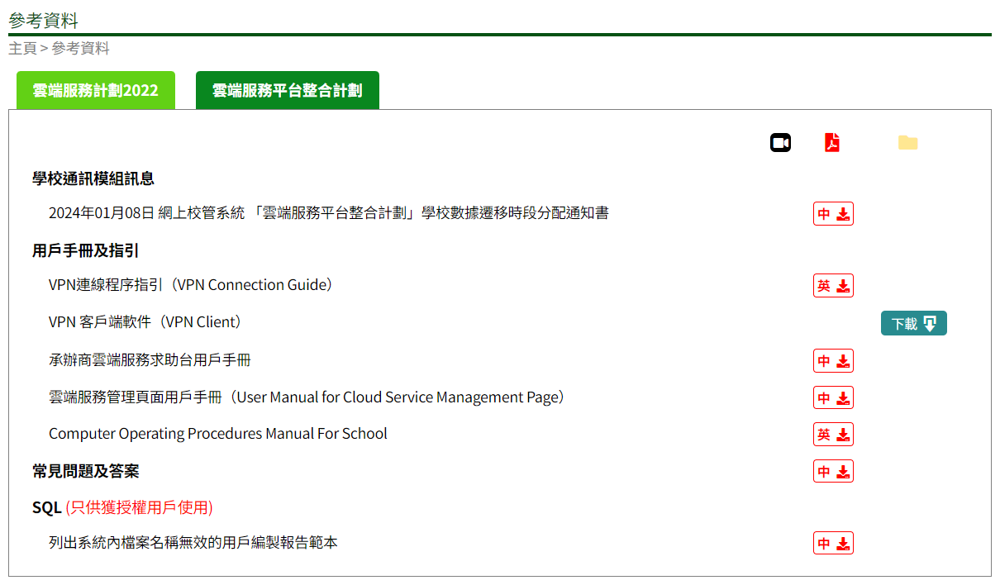 參考資料
主頁 > 參考資料
雲端服務計劃2022
雲端服務平台整合計劃
學校通訊模組訊息
2024年01月08日 網上校管系統 「雲端服務平台整合計劃」學校數據遷移時段分配通知書
中
用戶手冊及指引
VPN連線程序指引（VPN Connection Guide）
英
VPN 客戶端軟件（VPN Client）
下載
承辦商雲端服務求助台用戶手冊
中
雲端服務管理頁面用戶手冊（User Manual for Cloud Service Management Page）
中
Computer Operating Procedures Manual For School
英
常見問題及答案
中
SQL (只供獲授權用戶使用)
列出系統內檔案名稱無效的用戶編製報告範本
中